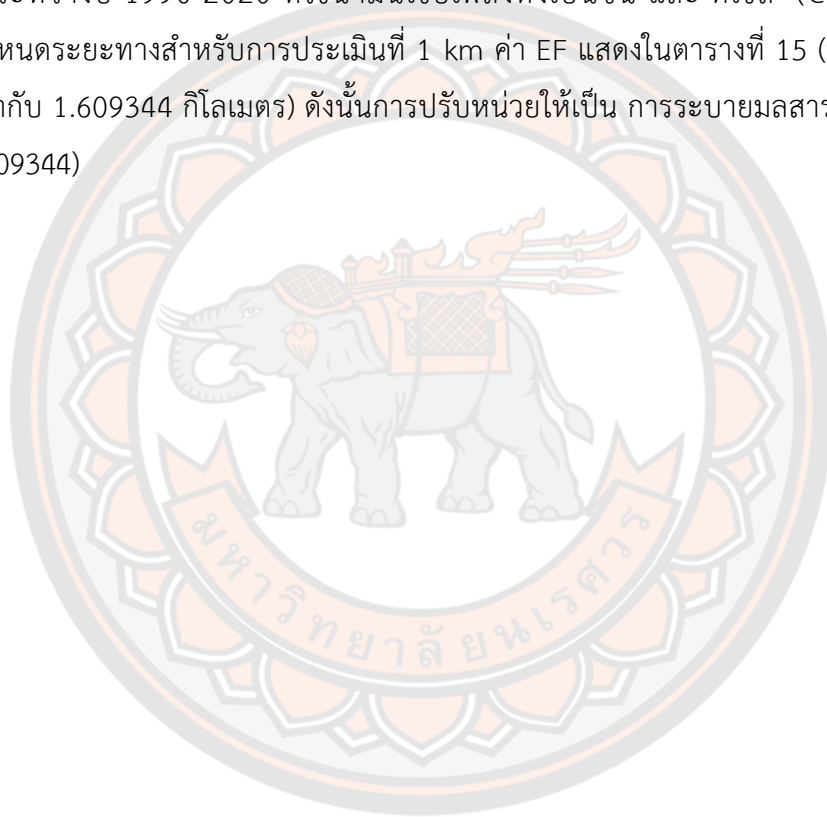 1990-2020
หนดระยะทางสำหรับการประเมินที่ 1 km ค่า EF แสดงในตารางที่ 15 (
ากับ 1.609344 กิโลเมตร) ดังนั้นการปรับหน่วยให้เป็น การระบายมลสาร
09344)
มหาวิทยาลัยนเรศวร